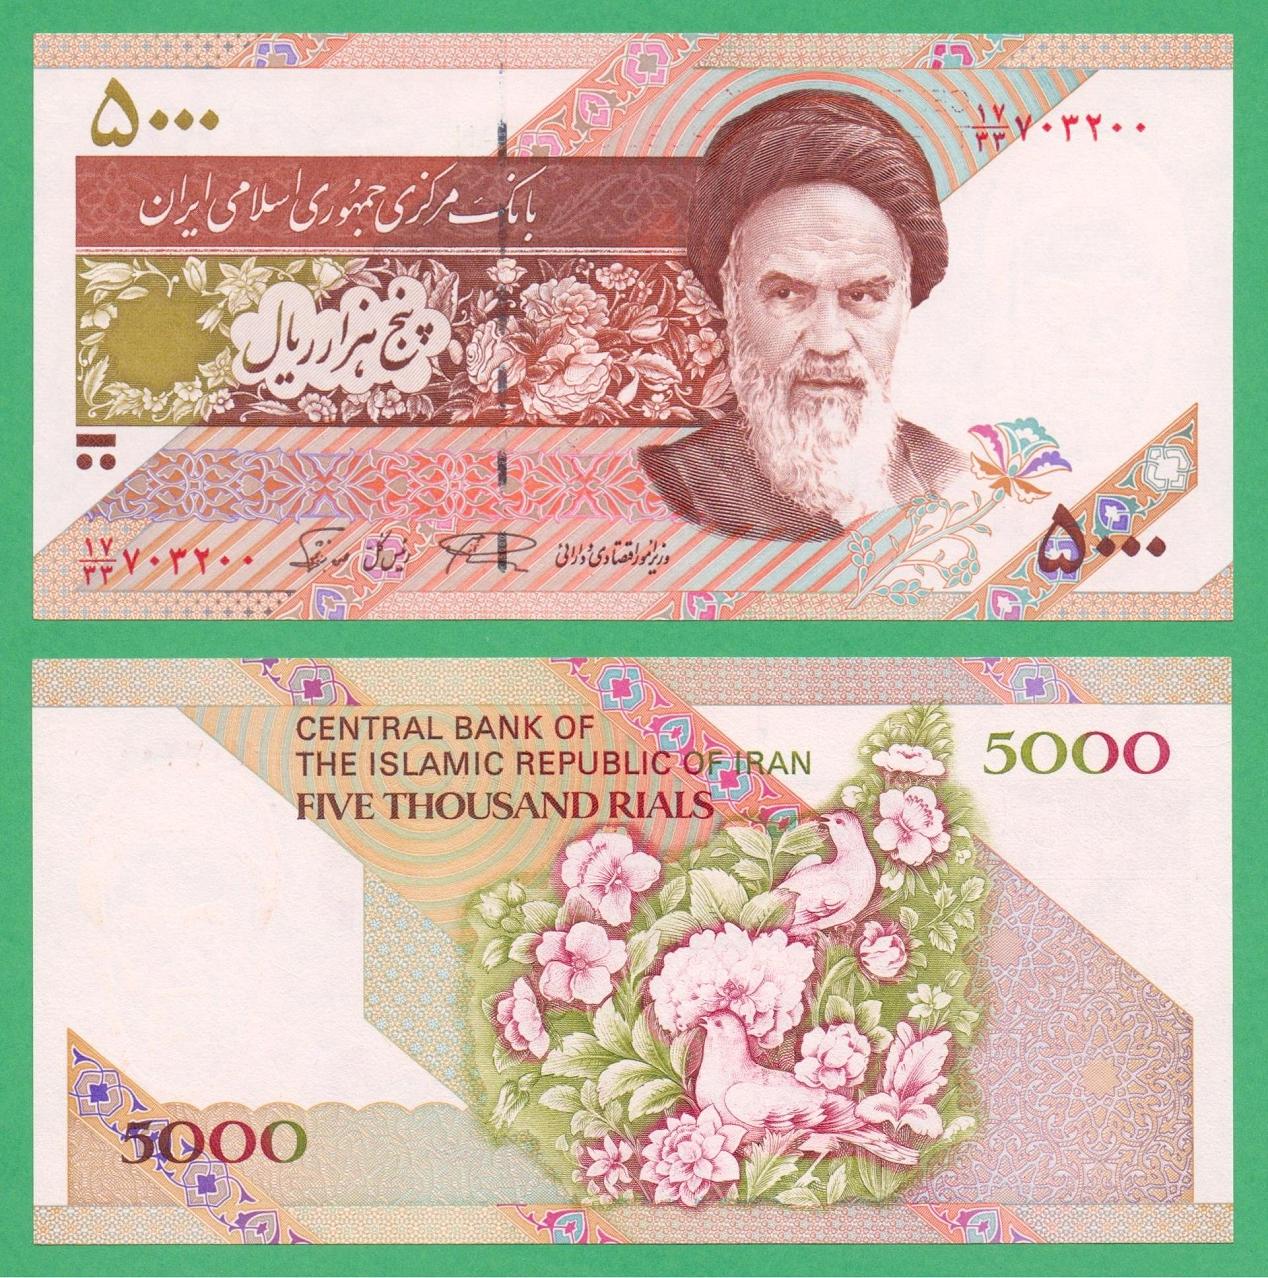 ۵۰۰۰
۱۷/۳۳ ۷۰۳۲۰۰
بانک مرکزی جمهوری اسلامی ایران
پنج هزار ریال
۱۷/۳۳ ۷۰۳۲۰۰
رئیس کل
وزیر امور اقتصادی و دارائی
۵۰۰۰
CENTRAL BANK OF
THE ISLAMIC REPUBLIC OF IRAN
FIVE THOUSAND RIALS
5000
5000